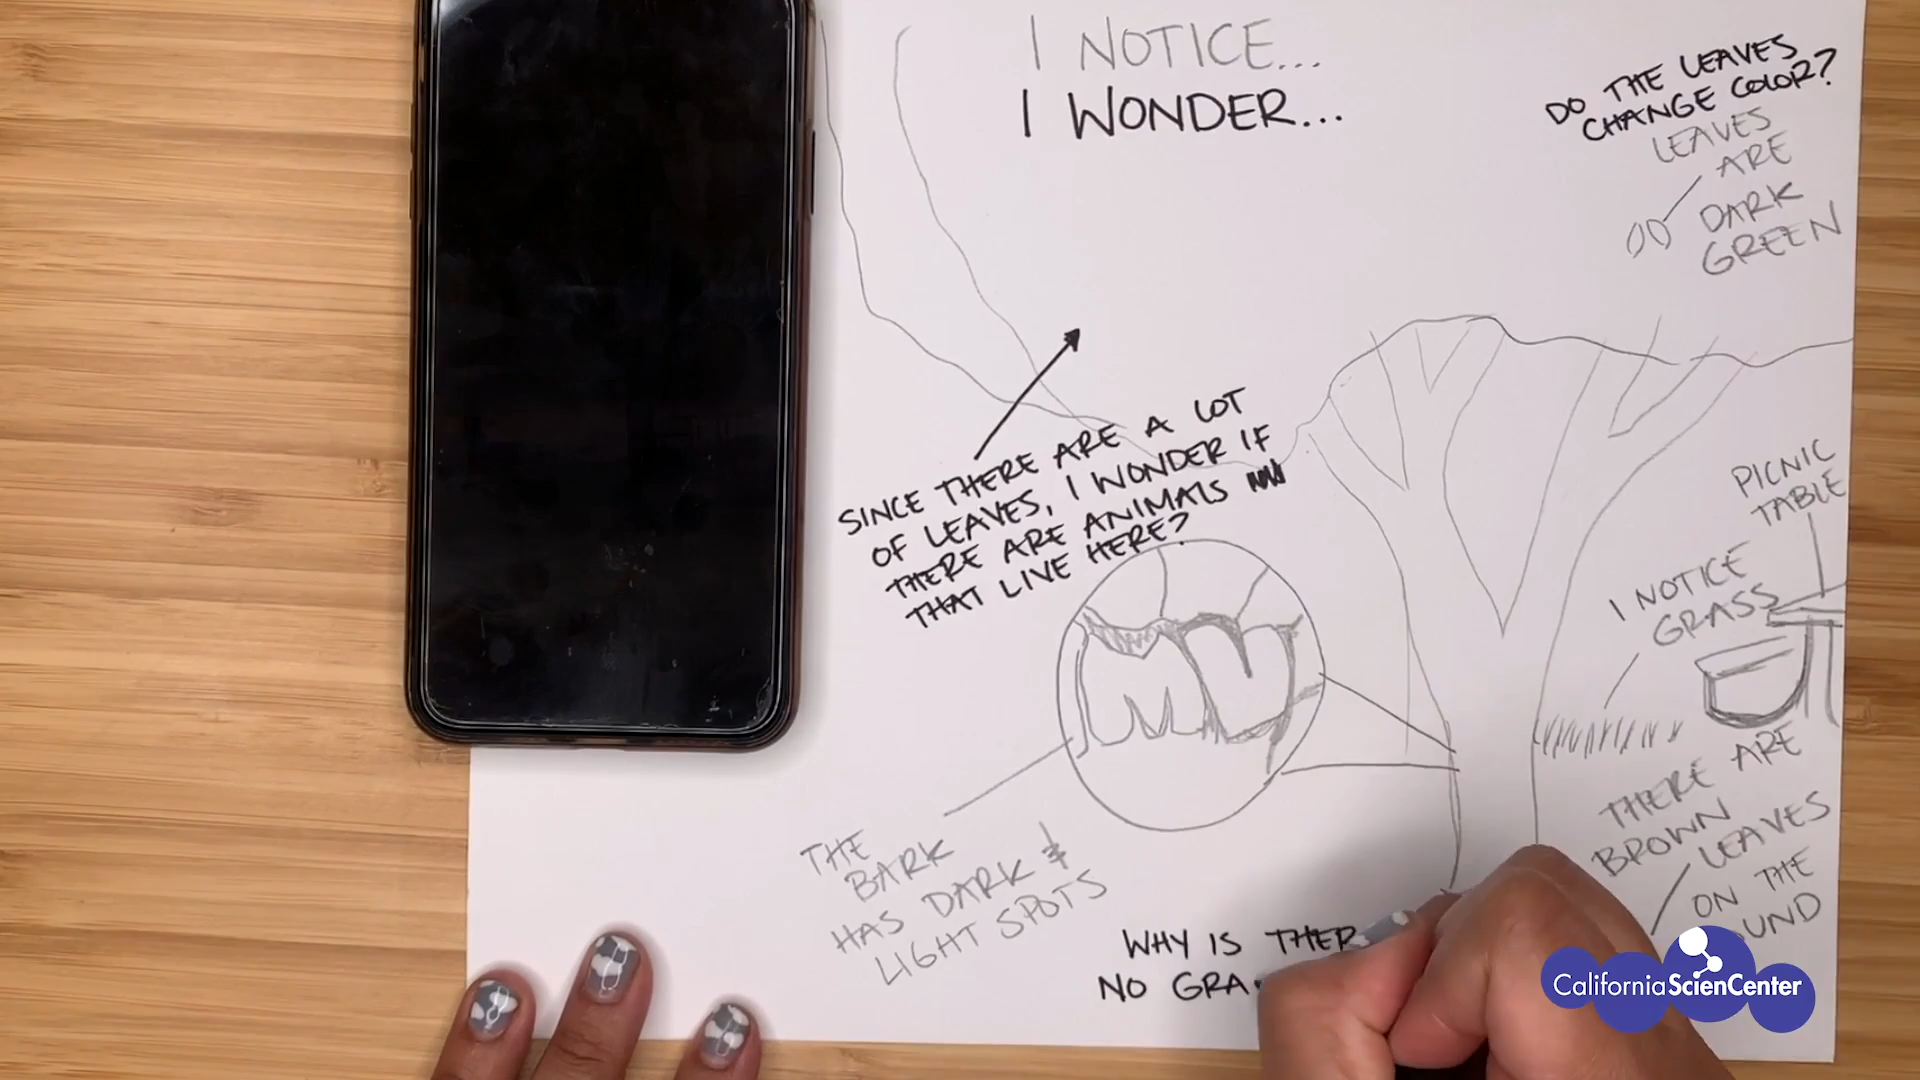 I NOTICE...
I WONDER...
DO THE LEAVES
CHANGE COLOR?
LEAVES
ARE
DARK
GREEN
SINCE THERE ARE A LOT
OF LEAVES, I WONDER IF
THERE ARE ANIMALS
THAT LIVE HERE?
PICNIC
TABLE
I NOTICE
GRASS
THERE ARE
BROWN
LEAVES
ON THE
THE
BARK
HAS DARK &
LIGHT SPOTS
WHY IS
NO
California ScienCenter